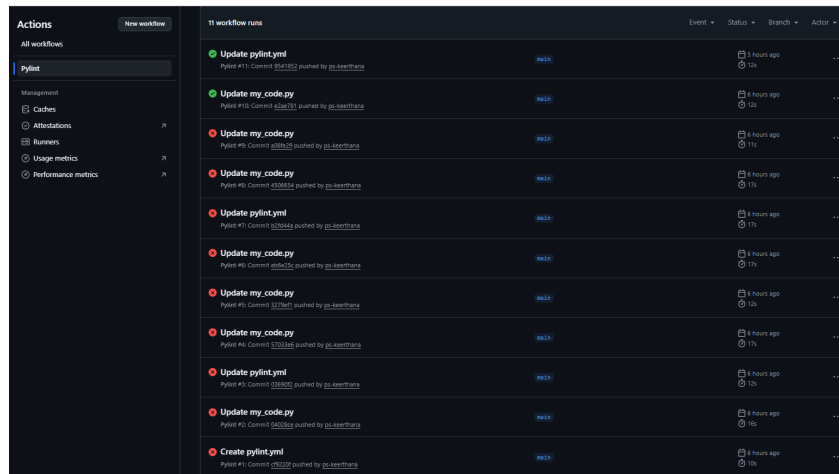 Actions
New workflow
All workflows
Pylint
Management
Caches
Attestations
Runners
Usage metrics
Performance metrics
11 workflow runs
Event
Status
Branch
Actor
Update pylint.yml
Pylint #11: Commit 9541952 pushed by ps-keerthana
main
5 hours ago
12s
Update my_code.py
Pylint #10: Commit e2ae781 pushed by ps-keerthana
main
6 hours ago
12s
Update my_code.py
Pylint #9: Commit a08fe29 pushed by ps-keerthana
main
6 hours ago
11s
Update my_code.py
Pylint #8: Commit 4506654 pushed by ps-keerthana
main
6 hours ago
17s
Update pylint.yml
Pylint #7: Commit b2fd44a pushed by ps-keerthana
main
6 hours ago
17s
Update my_code.py
Pylint #6: Commit eb6e25c pushed by ps-keerthana
main
6 hours ago
17s
Update my_code.py
Pylint #5: Commit 3279ef1 pushed by ps-keerthana
main
6 hours ago
12s
Update my_code.py
Pylint #4: Commit 57033e6 pushed by ps-keerthana
main
6 hours ago
17s
Update pylint.yml
Pylint #3: Commit 03690f2 pushed by ps-keerthana
main
6 hours ago
12s
Update my_code.py
Pylint #2: Commit 04028ce pushed by ps-keerthana
main
6 hours ago
16s
Create pylint.yml
Pylint #1: Commit cf9220f pushed by ps-keerthana
main
6 hours ago
10s